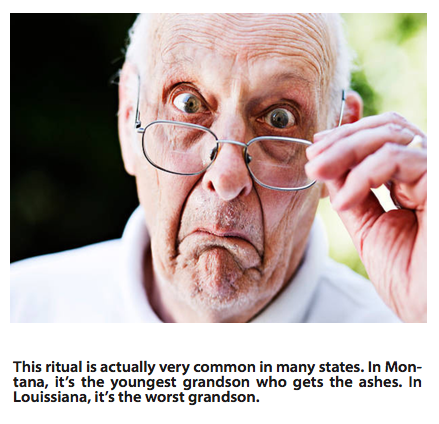 This ritual is actually very common in many states. In Mon-
tana, it's the youngest grandson who gets the ashes. In
Louissiana, it's the worst grandson.